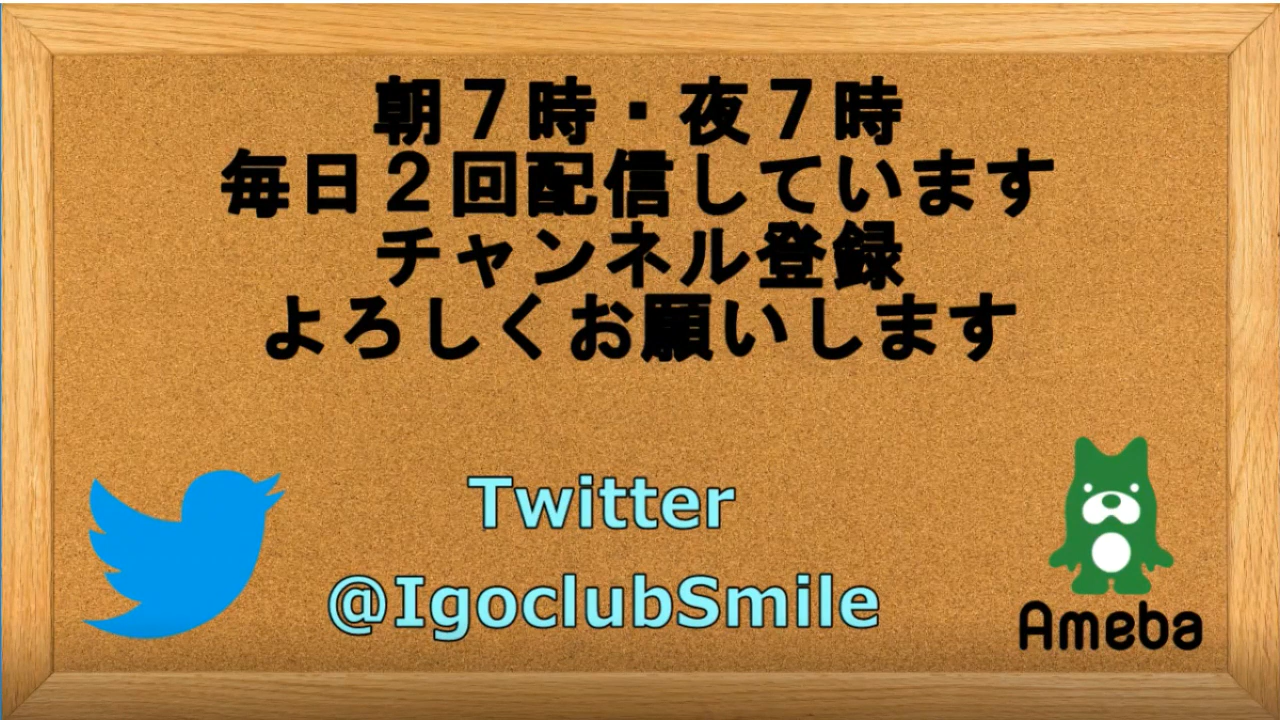 朝７時・夜７時
毎日２回配信しています
チャンネル登録
よろしくお願いします
Twitter
@IgoclubSmile
Ameba